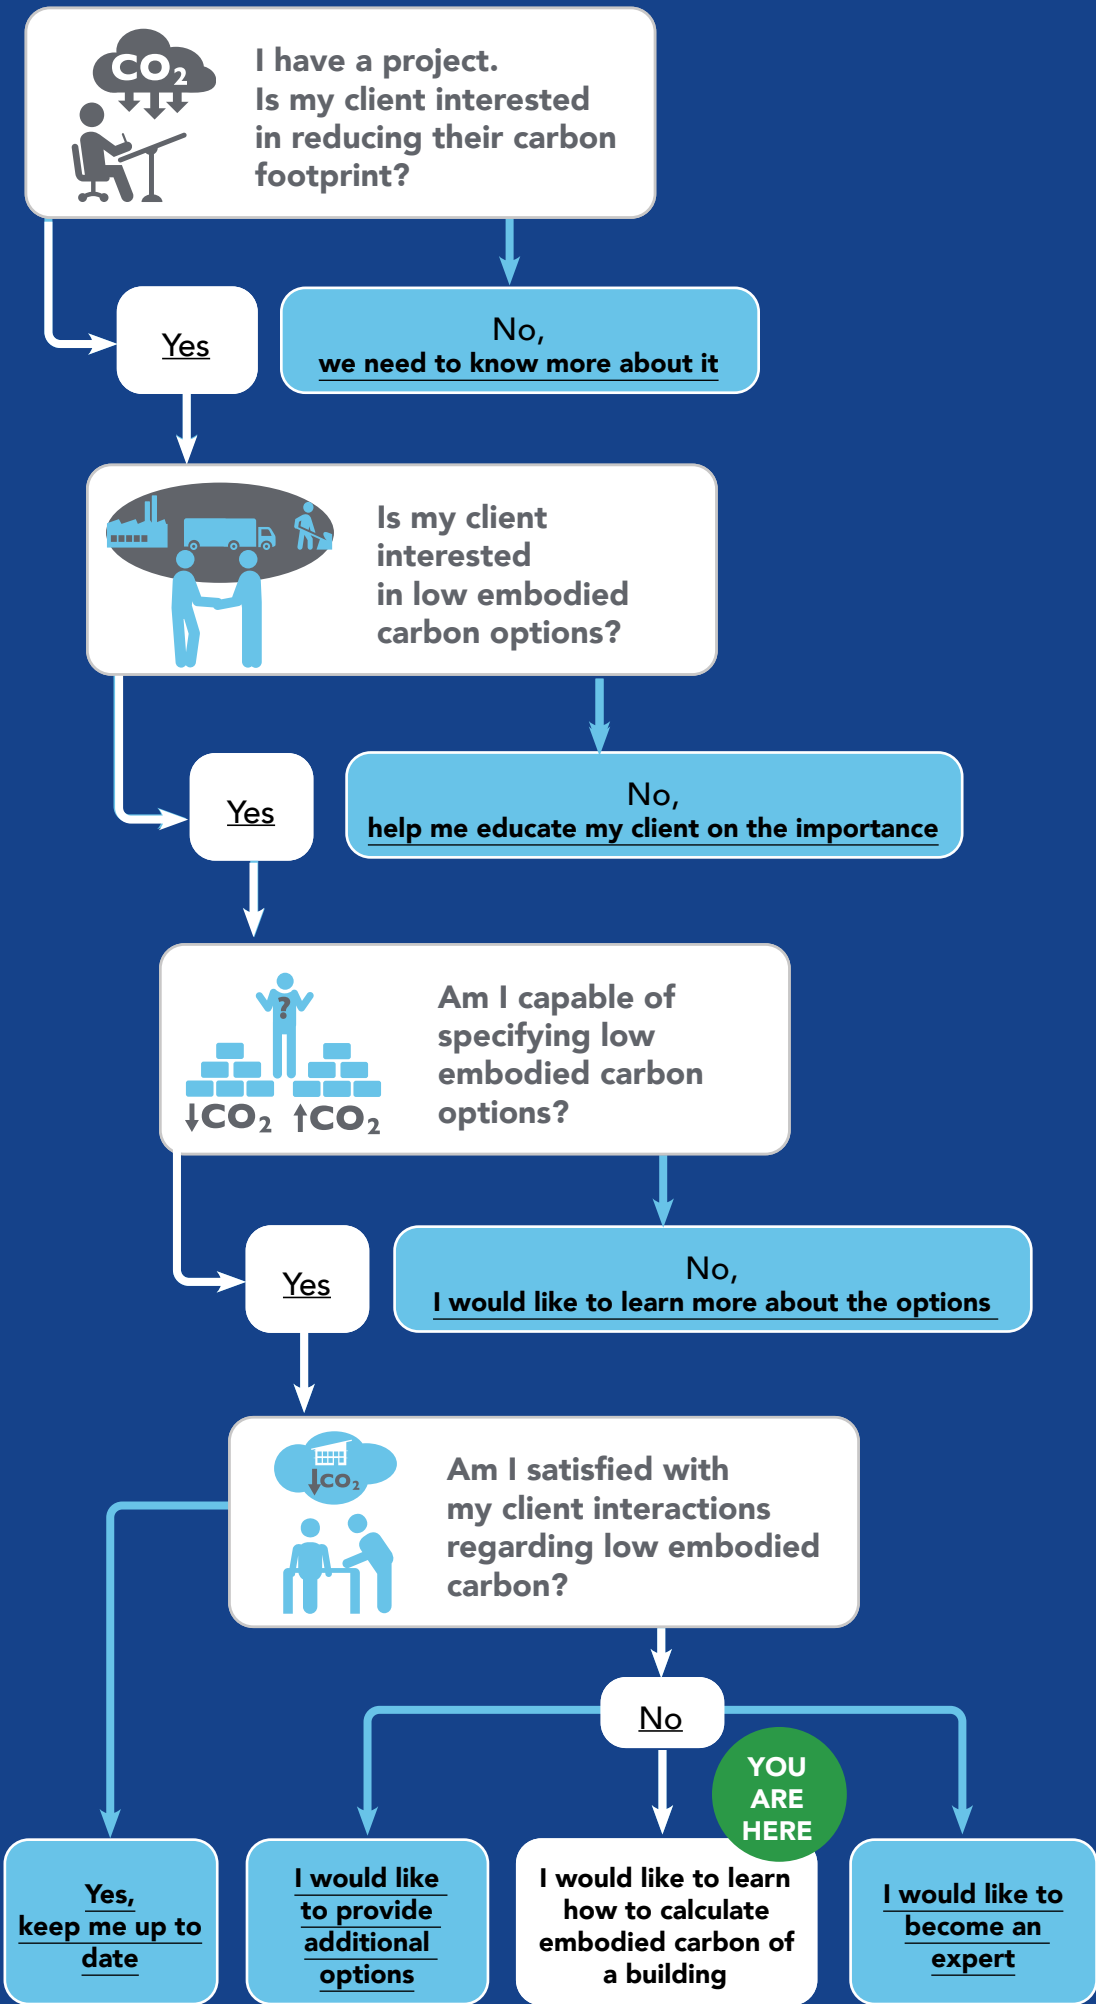 CO2
I have a project.
Is my client interested
in reducing their carbon
footprint?
Yes
No,
we need to know more about it
Is my client
interested
in low embodied
carbon options?
Yes
No,
help me educate my client on the importance
?
↓CO2 ↑CO2
Am I capable of
specifying low
embodied carbon
options?
Yes
No,
I would like to learn more about the options
↓CO2
Am I satisfied with
my client interactions
regarding low embodied
carbon?
No
YOU
ARE
HERE
Yes,
keep me up to
date
I would like
to provide
additional
options
I would like to learn
how to calculate
embodied carbon of
a building
I would like to
become an
expert